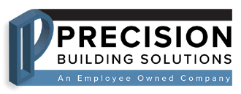 PRECISION
BUILDING SOLUTIONS
An Employee Owned Company